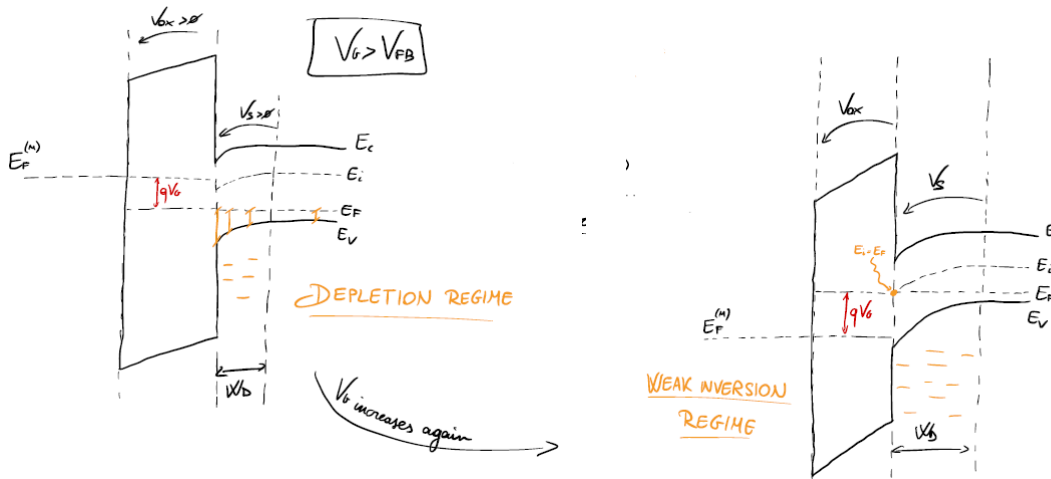 Vox>0
VG > VFB
Vs>0
Ec
EF(M)
Ei
qVG
EF
EV
DEPLETION REGIME
WD
VG increases again
Vox
Vs
E
Ei=EF
Ei
EF
qVG
EV
EF(M)
WEAK INVERSION
REGIME
WD